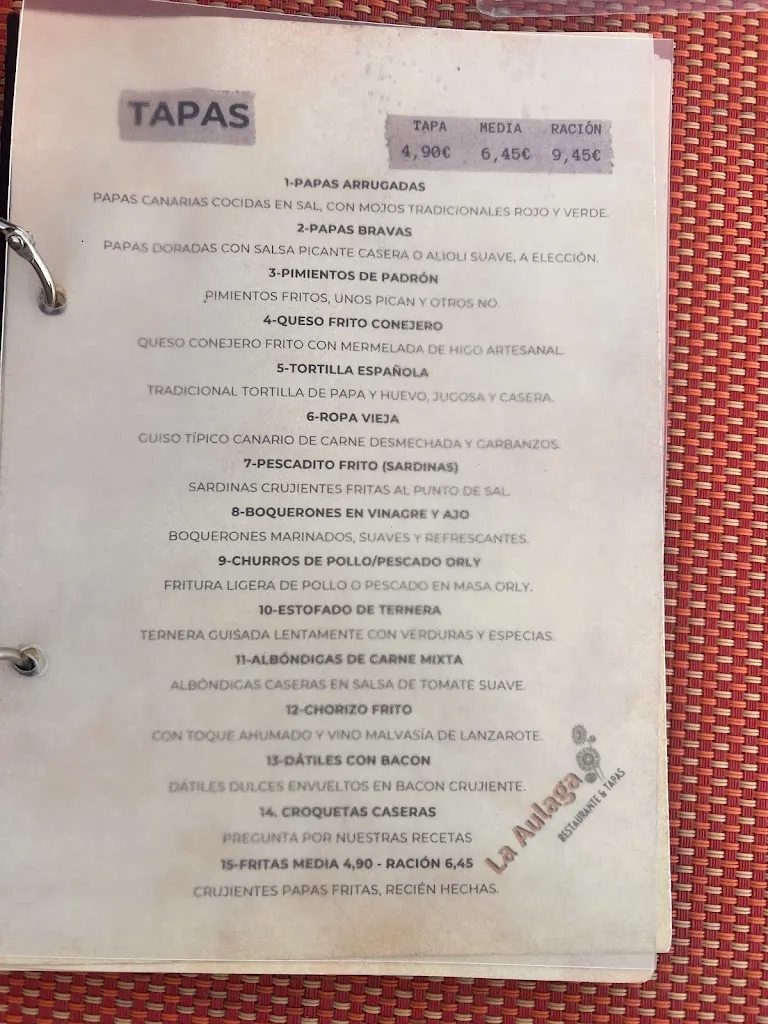 TAPAS
TAPA MEDIA RACIÓN
4,90€ 6,45€ 9,45€
1-PAPAS ARRUGADAS
PAPAS CANARIAS COCIDAS EN SAL, CON MOJOS TRADICIONALES ROJO Y VERDE.
2-PAPAS BRAVAS
PAPAS DORADAS CON SALSA PICANTE CASERA O ALIOLI SUAVE, A ELECCIÓN.
3-PIMIENTOS DE PADRÓN
PIMIENTOS FRITOS, UNOS PICAN Y OTROS NO.
4-QUESO FRITO CONEJERO
QUESO CONEJERO FRITO CON MERMELADA DE HIGO ARTESANAL.
5-TORTILLA ESPAÑOLA
TRADICIONAL TORTILLA DE PAPA Y HUEVO, JUGOSA Y CASERA.
6-ROPA VIEJA
GUISO TÍPICO CANARIO DE CARNE DESMECHADA Y GARBANZOS.
7-PESCADITO FRITO (SARDINAS)
SARDINAS CRUJIENTES FRITAS AL PUNTO DE SAL.
8-BOQUERONES EN VINAGRE Y AJO
BOQUERONES MARINADOS, SUAVES Y REFRESCANTES.
9-CHURROS DE POLLO/PESCADO ORLY
FRITURA LIGERA DE POLLO O PESCADO EN MASA ORLY.
10-ESTOFADO DE TERNERA
TERNERA GUISADA LENTAMENTE CON VERDURAS Y ESPECIAS.
11-ALBÓNDIGAS DE CARNE MIXTA
ALBÓNDIGAS CASERAS EN SALSA DE TOMATE SUAVE.
12-CHORIZO FRITO
CON TOQUE AHUMADO Y VINO MALVASÍA DE LANZAROTE.
13-DÁTILES CON BACON
DÁTILES DULCES ENVUELTOS EN BACON CRUJIENTE.
14. CROQUETAS CASERAS
PREGUNTA POR NUESTRAS RECETAS
15-FRITAS MEDIA 4,90 - RACIÓN 6,45
CRUJIENTES PAPAS FRITAS, RECIÉN HECHAS.
La Aulaga
RESTAURANTE & TAPAS